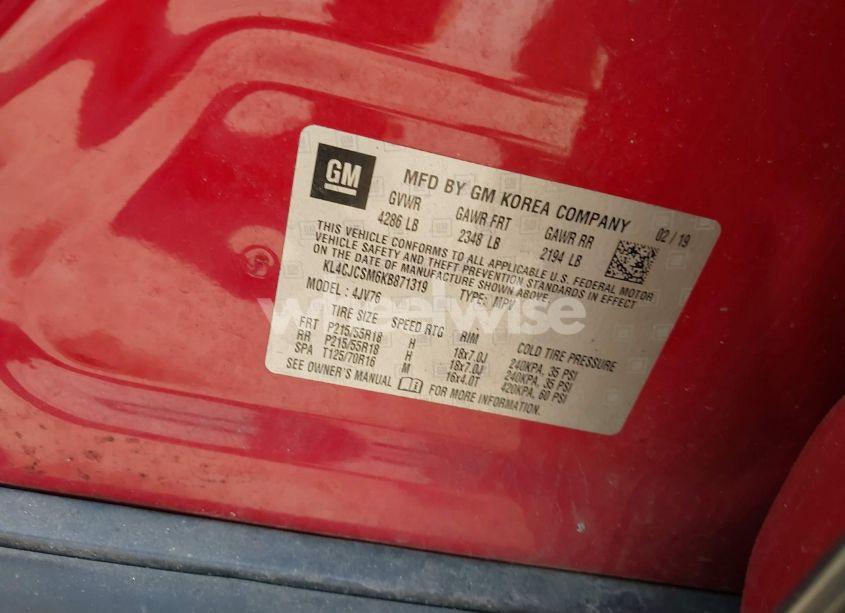 GM
MFD BY GM KOREA COMPANY 02 / 19
GVWR GAWR FRT GAWR RR
4286 LB 2348 LB 2194 LB
THIS VEHICLE CONFORMS TO ALL APPLICABLE U.S. FEDERAL MOTOR
VEHICLE SAFETY AND THEFT PREVENTION STANDARDS IN EFFECT
ON THE DATE OF MANUFACTURE SHOWN ABOVE.
KL4CJCSM6KB871319 TYPE: MPV
MODEL : 4JV76
TIRE SIZE SPEED RTG RIM COLD TIRE PRESSURE
FRT P215/55R18 H 18x7.0J 240KPA, 35 PSI
RR P215/55R18 H 18x7.0J 240KPA, 35 PSI
SPA T125/70R16 M 16x4.0T 420KPA, 60 PSI
SEE OWNER'S MANUAL FOR MORE INFORMATION.
wheelwise